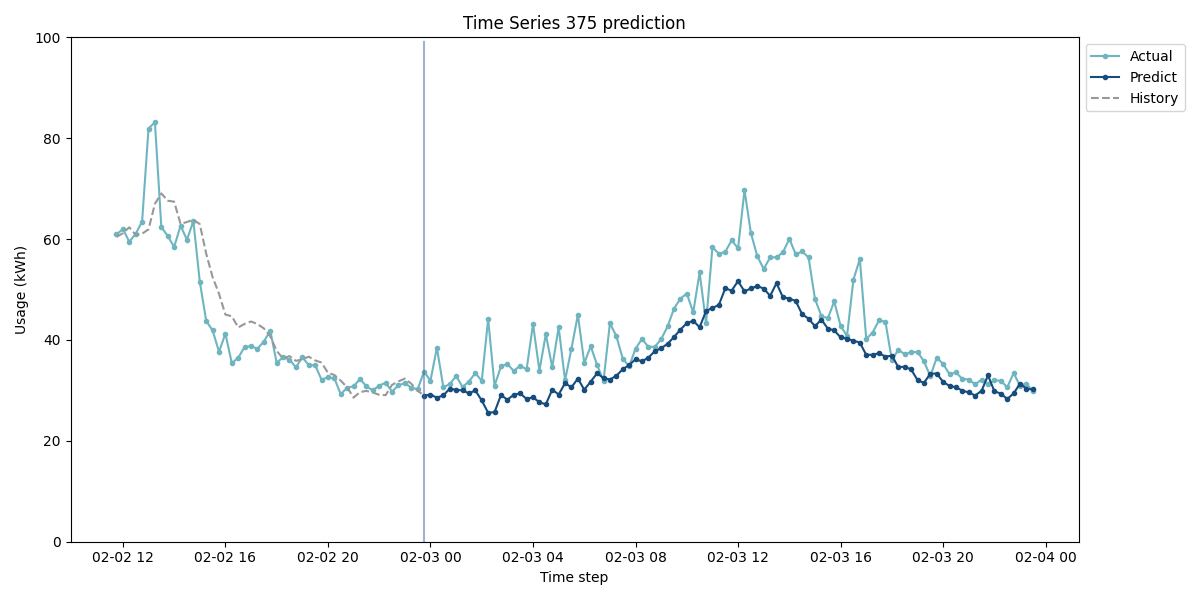 Time Series 375 prediction
100
80
60
40
20
0
Usage (kWh)
02-02 12
02-02 16
02-02 20
02-03 00
02-03 04
02-03 08
02-03 12
02-03 16
02-03 20
02-04 00
Time step
Actual
Predict
History